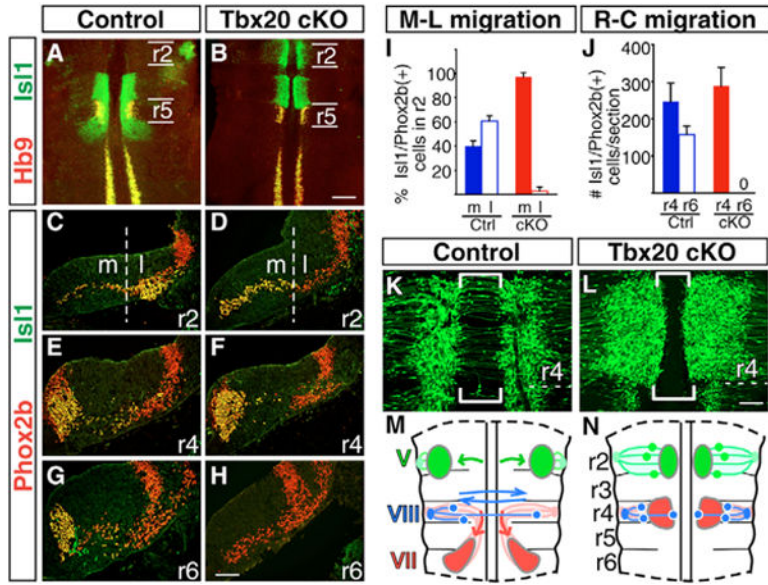 Control Tbx20 cKO M-L migration R-C migration
Hb9 Isl1
A r2 r5
B r2 r5
I
% Isl1/Phox2b(+) cells in r2
100
80
60
40
m l m l
Ctrl cKO
J
# Isl1/Phox2b(+) cells/section
400
300
200
100
0
0
r4 r6 r4 r6
Ctrl cKO
Phox2b Isl1
C m l r2
D m l r2
E r4
F r4
G r6
H r6
Control Tbx20 cKO
K r4
L r4
M N
V r2
r3
VIII r4
r5
VII r6